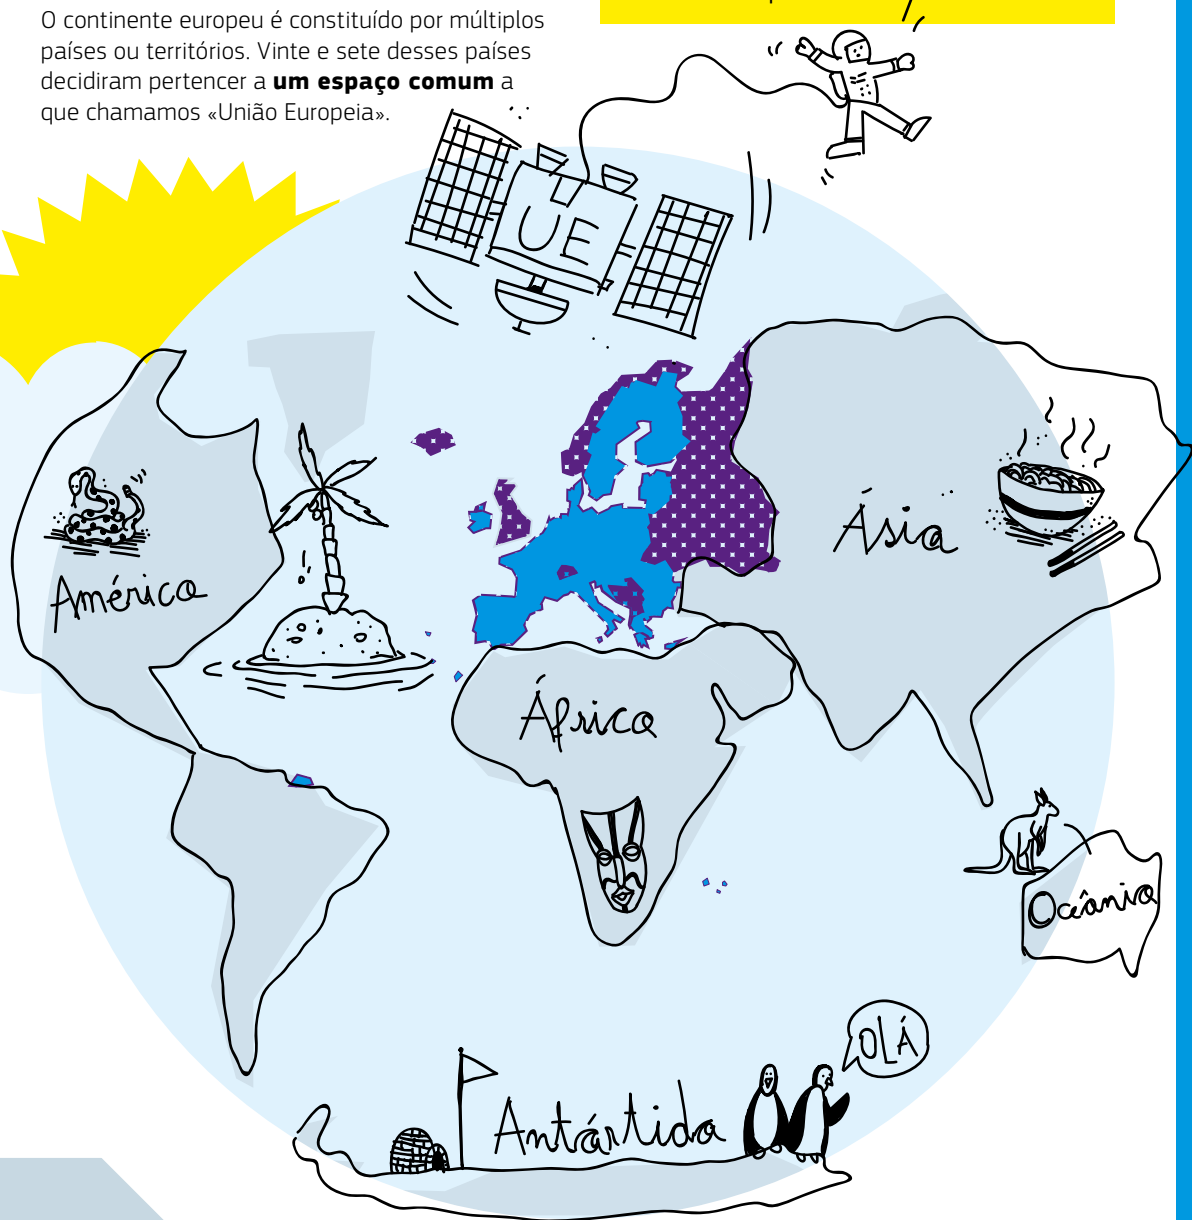 O continente europeu é constituído por múltiplos
países ou territórios. Vinte e sete desses países
decidiram pertencer a um espaço comum a
que chamamos «União Europeia».
UE
América
Ásia
África
Oceânia
OLÁ
Antártida